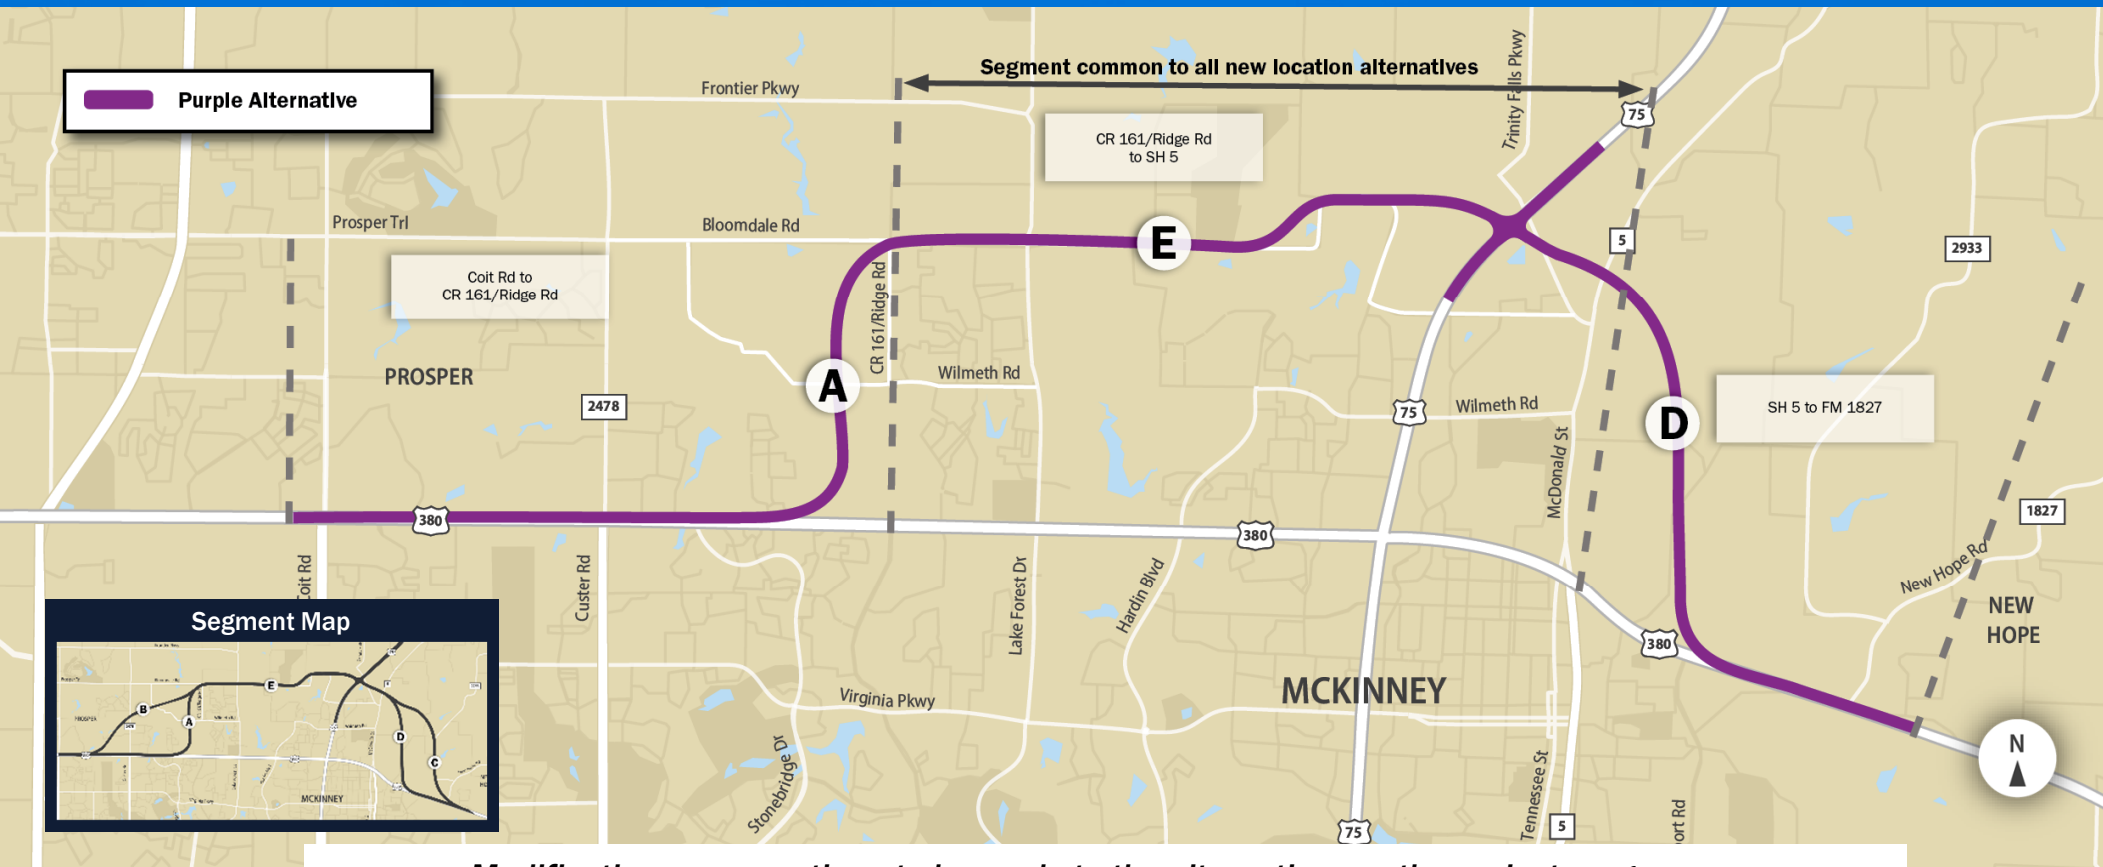 Purple Alternative
Segment common to all new location alternatives
Frontier Pkwy
Trinity Falls Pkwy
75
CR 161/Ridge Rd
to SH 5
Prosper Trl
Bloomdale Rd
E
5
2933
Coit Rd to
CR 161/Ridge Rd
CR 161/Ridge Rd
PROSPER
A
Wilmeth Rd
2478
75
Wilmeth Rd
D
SH 5 to FM 1827
McDonald St
380
380
1827
New Hope Rd
NEW
HOPE
Coit Rd
Custer Rd
Lake Forest Dr
Hardin Blvd
380
MCKINNEY
Virginia Pkwy
Stonebridge Dr
Tennessee St
75
5
ort Rd
N
Segment Map
E
B
A
D
C
PROSPER
MCKINNEY